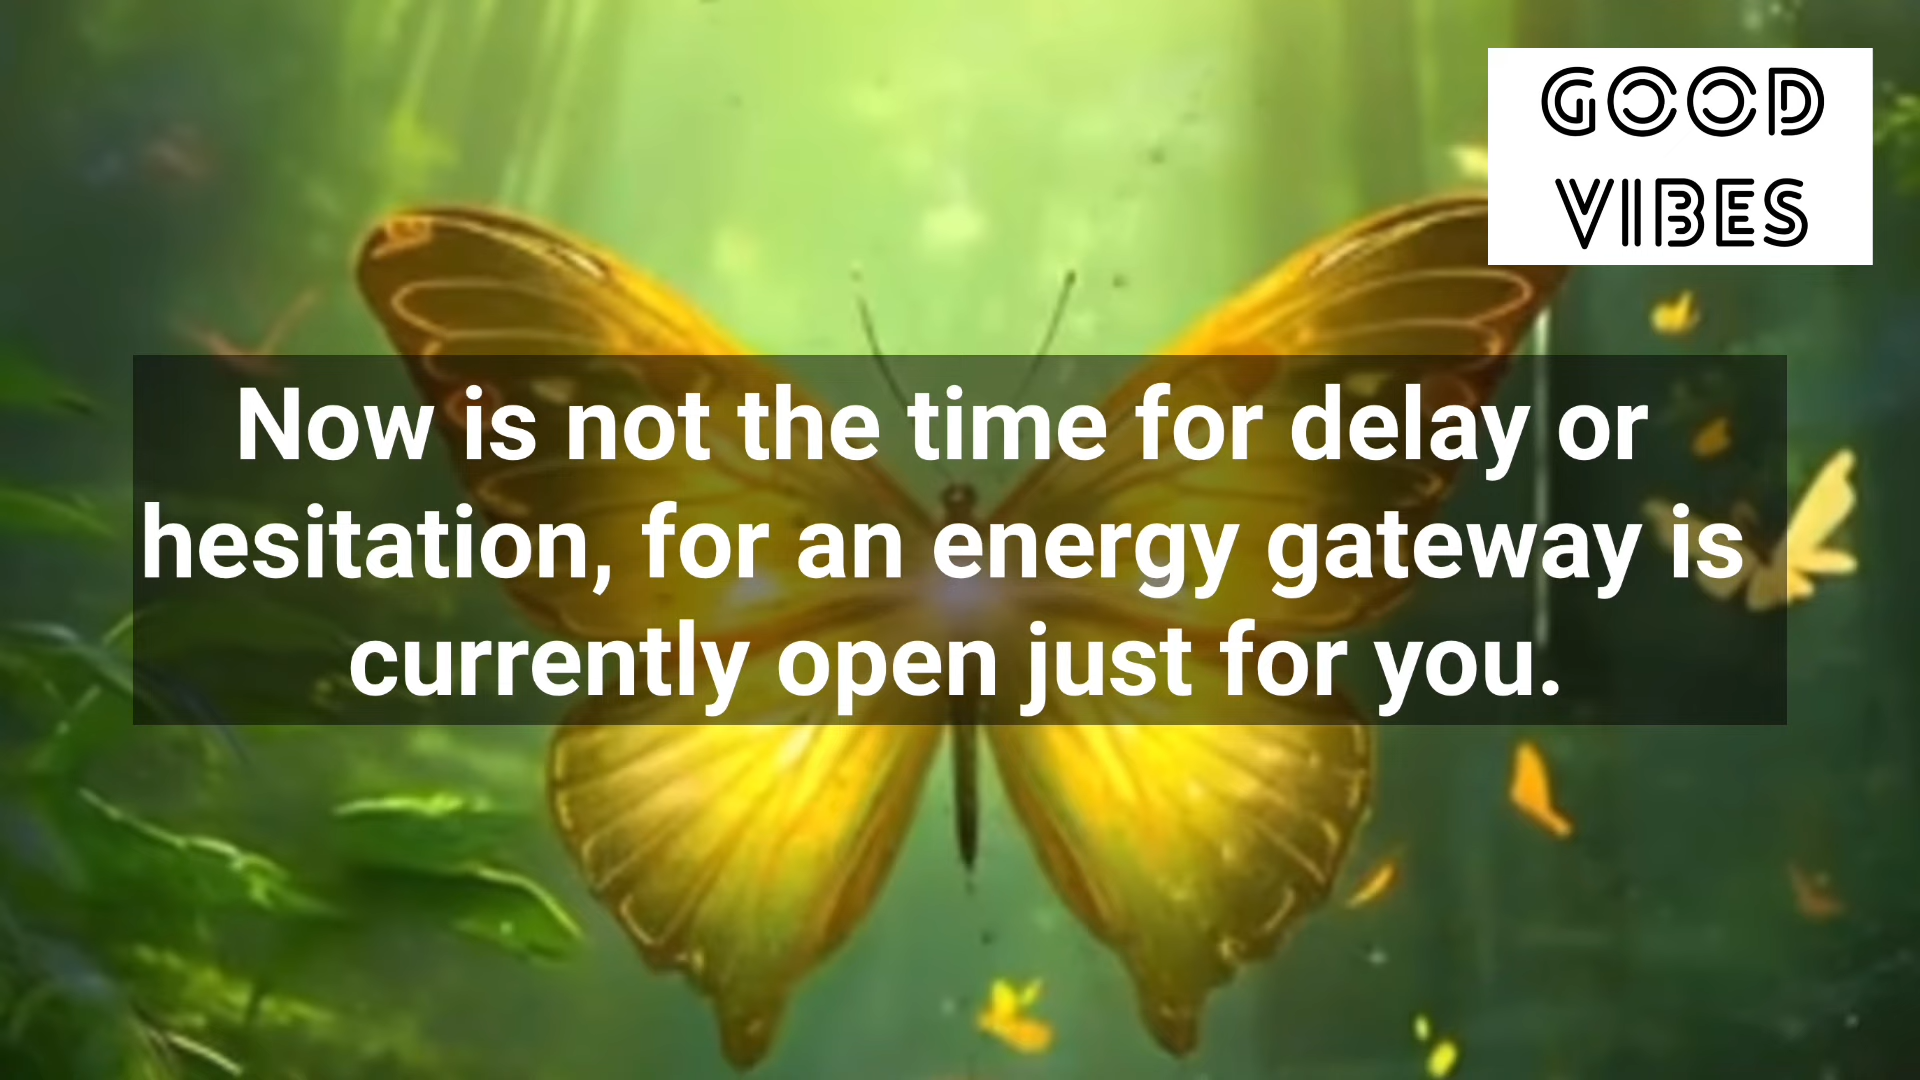 GOOD
VIBES
Now is not the time for delay or
hesitation, for an energy gateway is
currently open just for you.